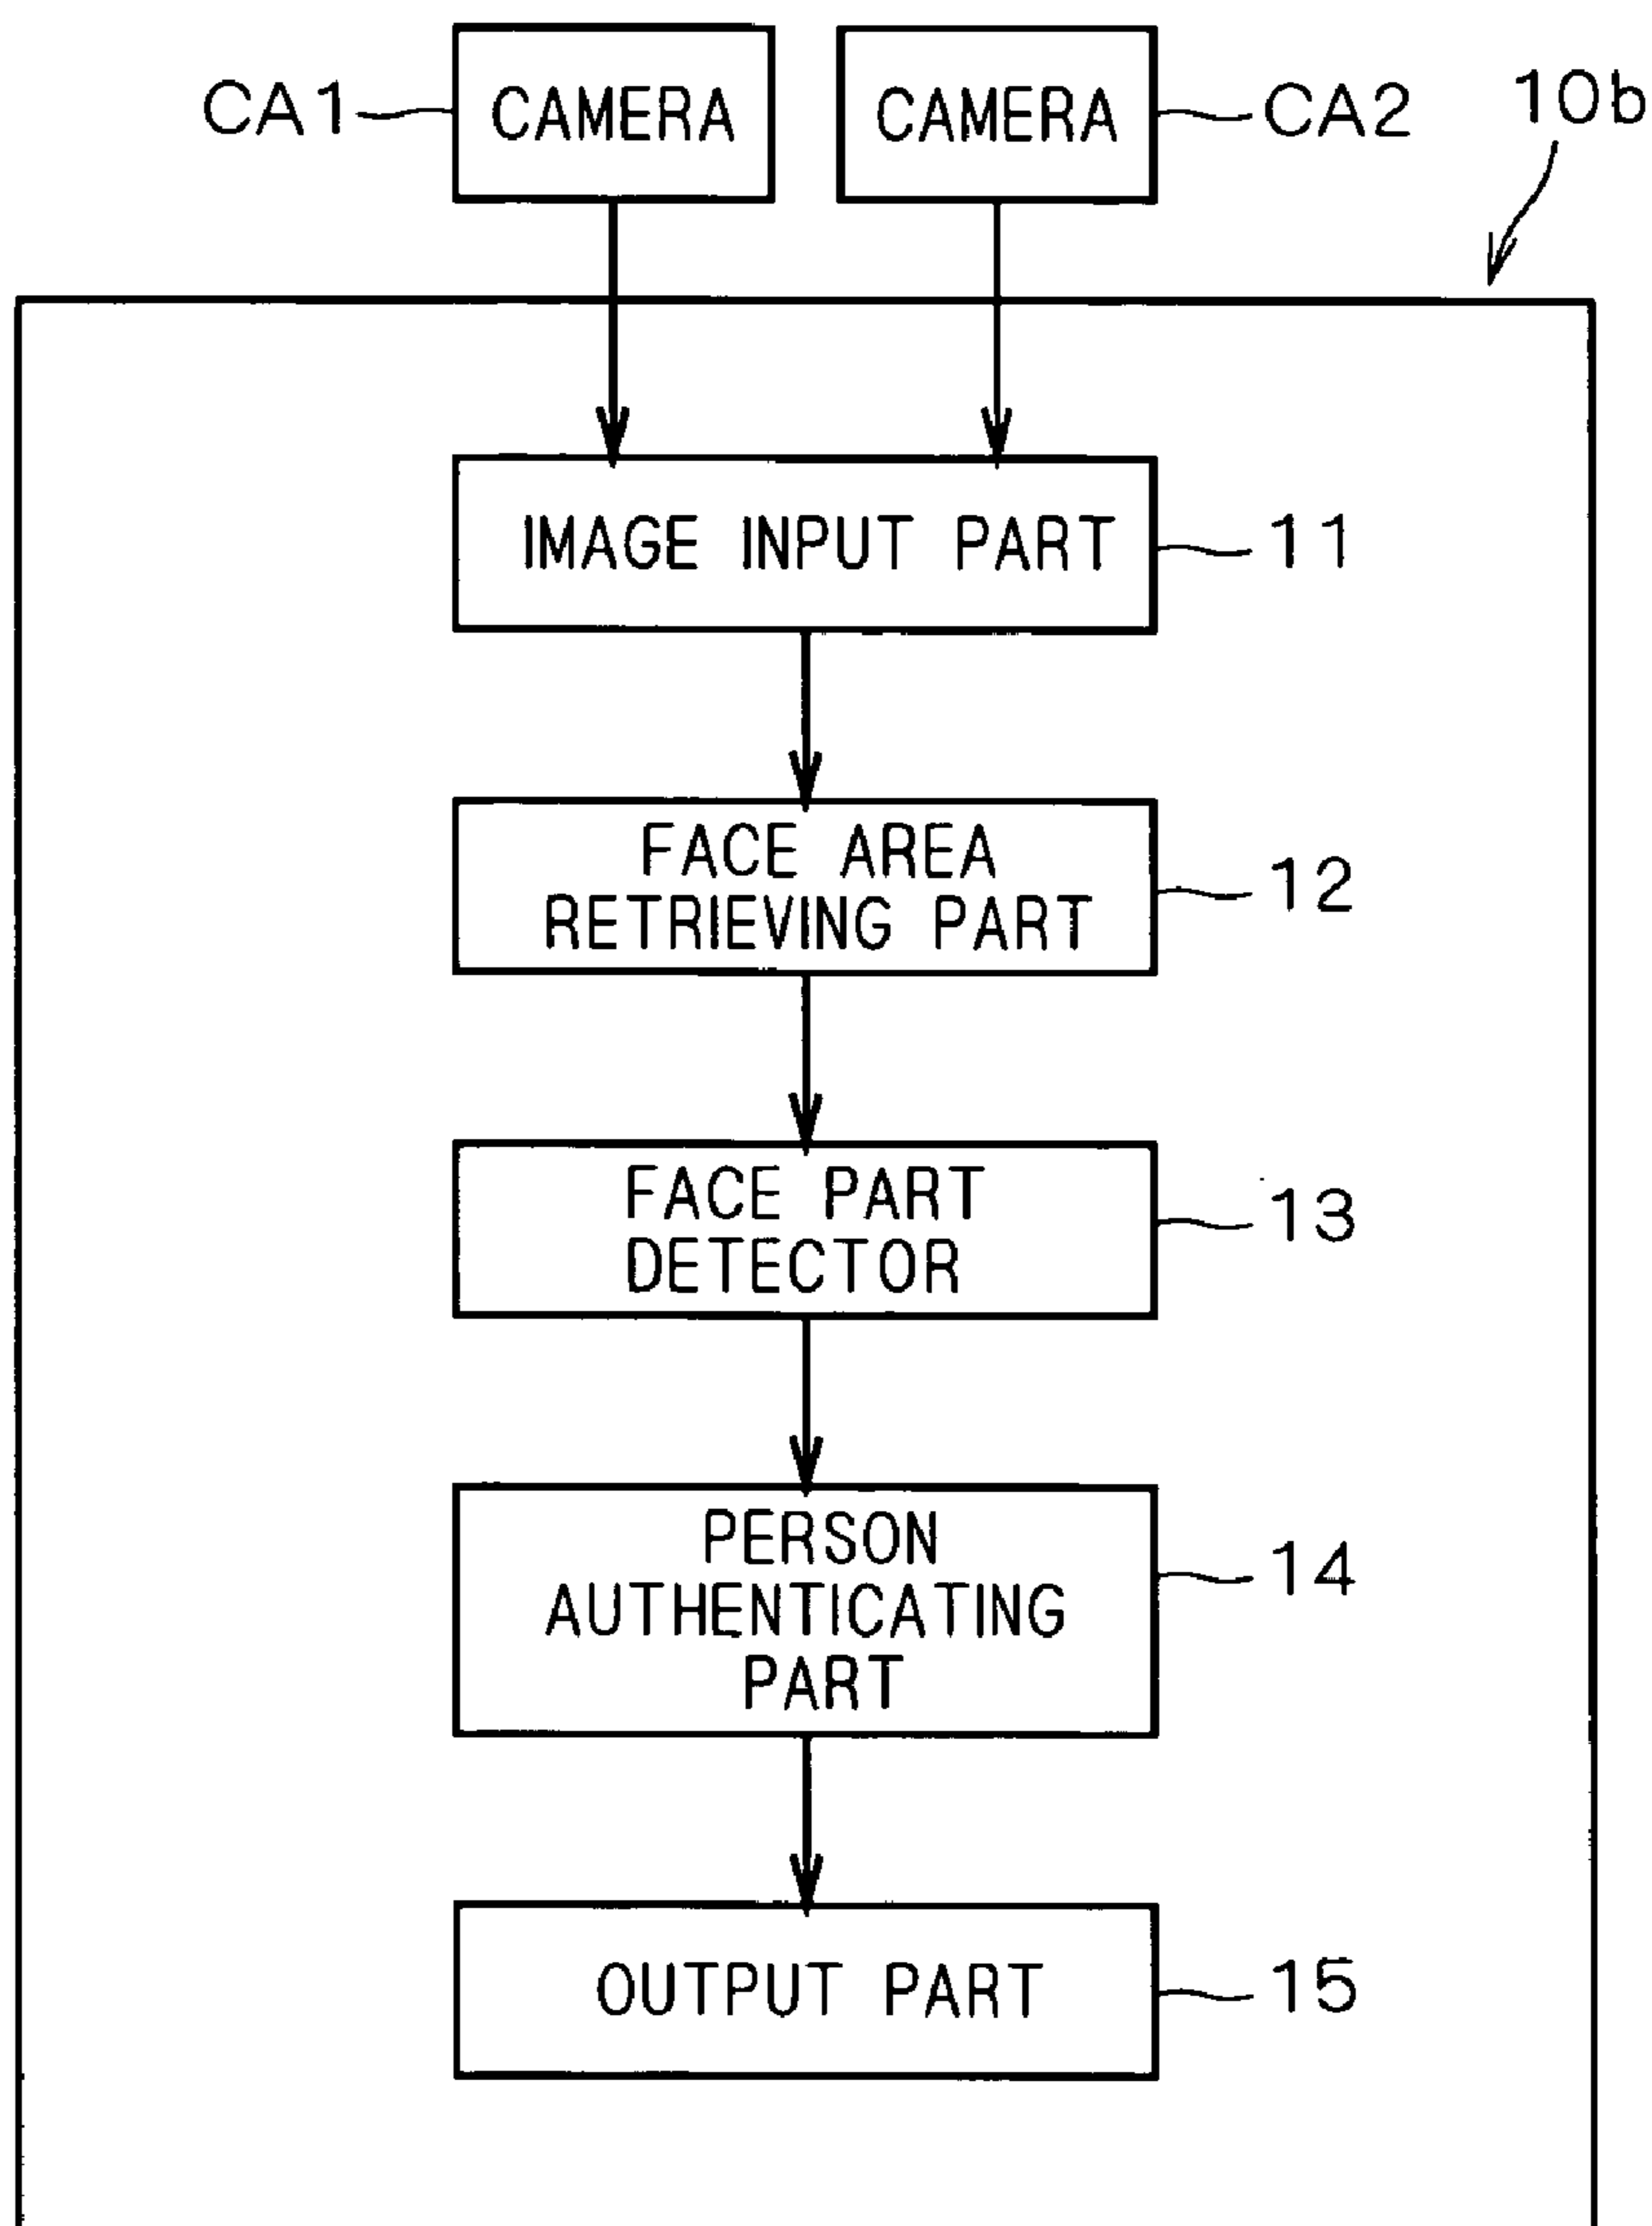 CA1 CAMERA CAMERA CA2 10b
IMAGE INPUT PART 11
FACE AREA
RETRIEVING PART 12
FACE PART
DETECTOR 13
PERSON
AUTHENTICATING
PART 14
OUTPUT PART 15